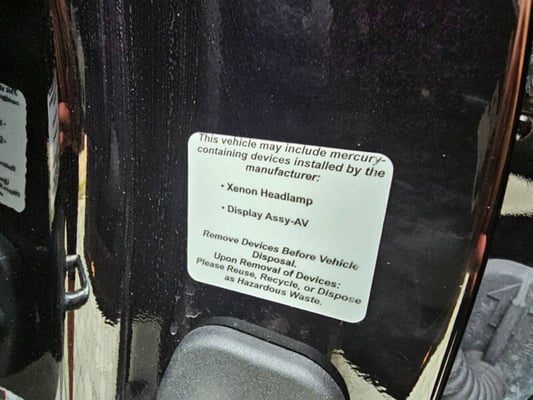 This vehicle may include mercury-
containing devices installed by the
manufacturer:
• Xenon Headlamp
• Display Assy-AV
Remove Devices Before Vehicle
Disposal.
Upon Removal of Devices:
Please Reuse, Recycle, or Dispose
as Hazardous Waste.